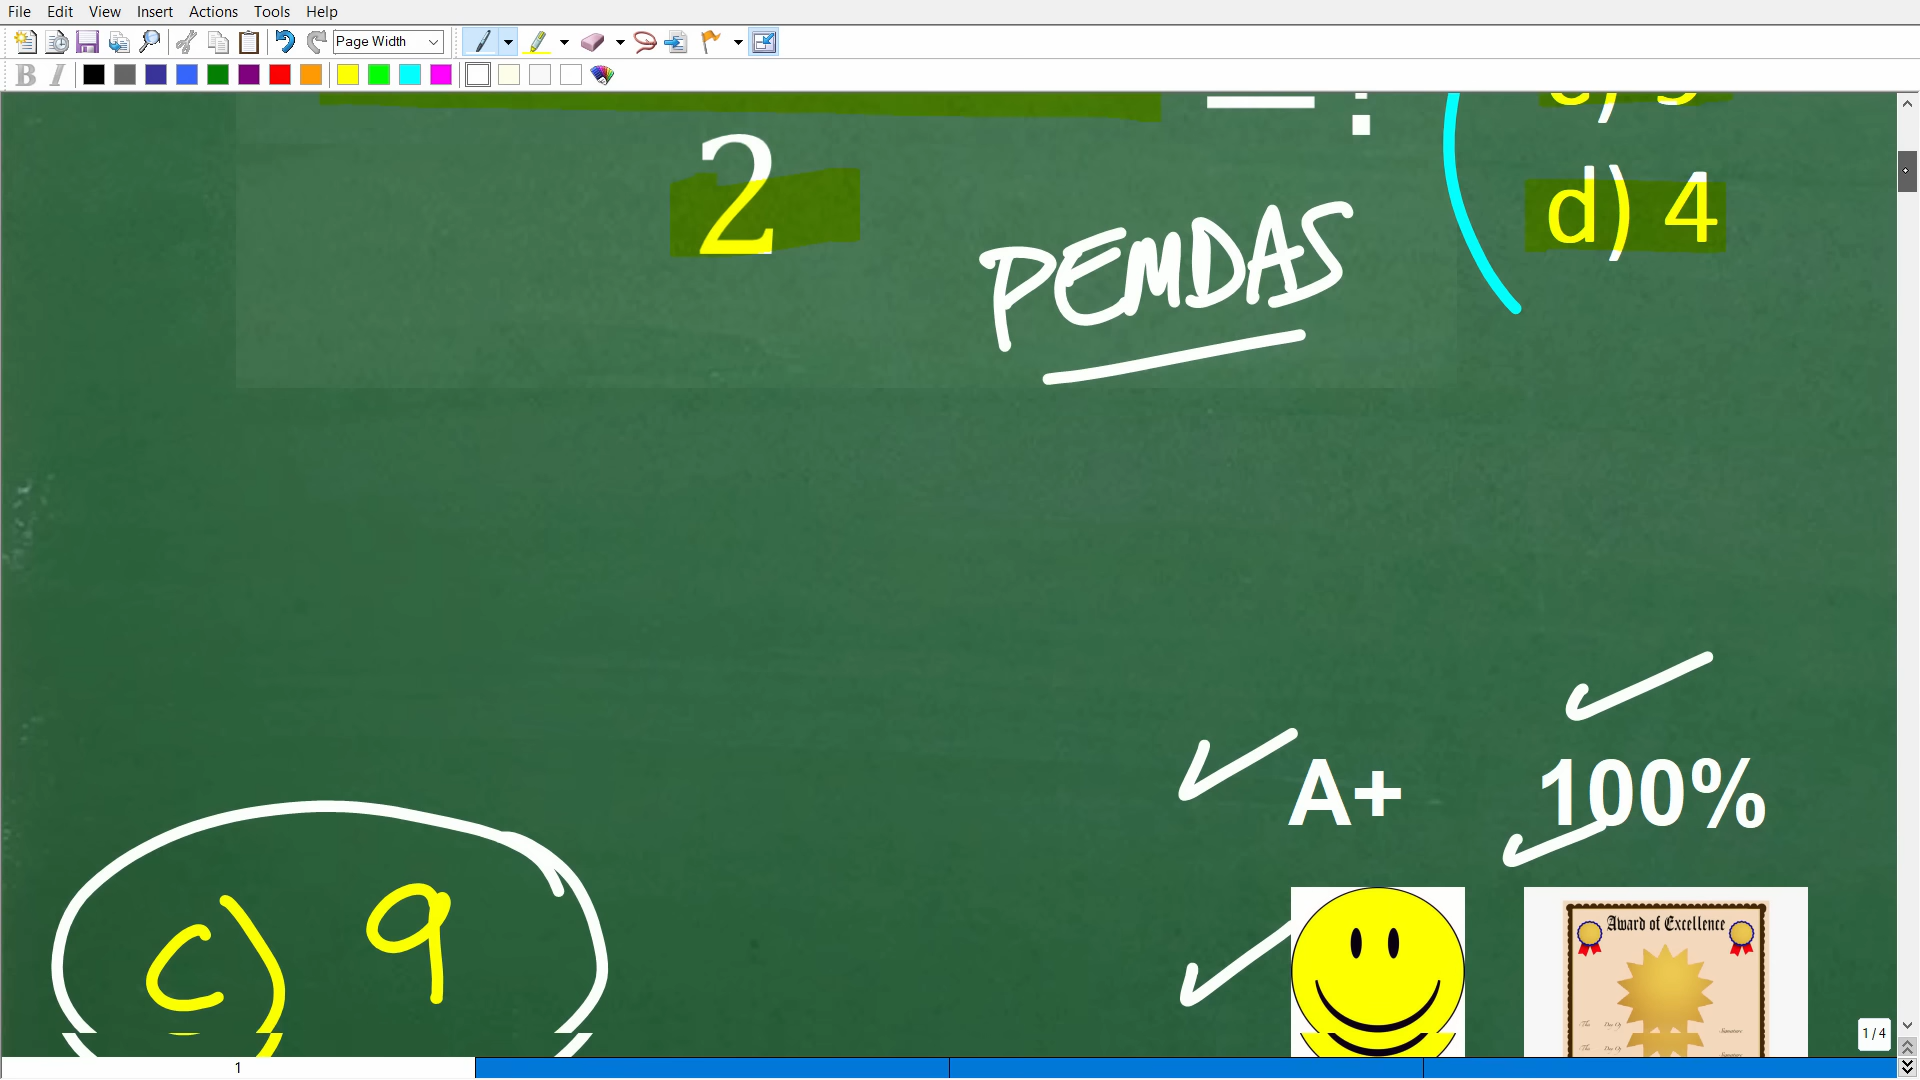 File Edit View Insert Actions Tools Help
Page Width
B I
c) 9
2
d) 4
PEMDAS
A+ 100%
c) 9
Award of Excellence
1 / 4
1